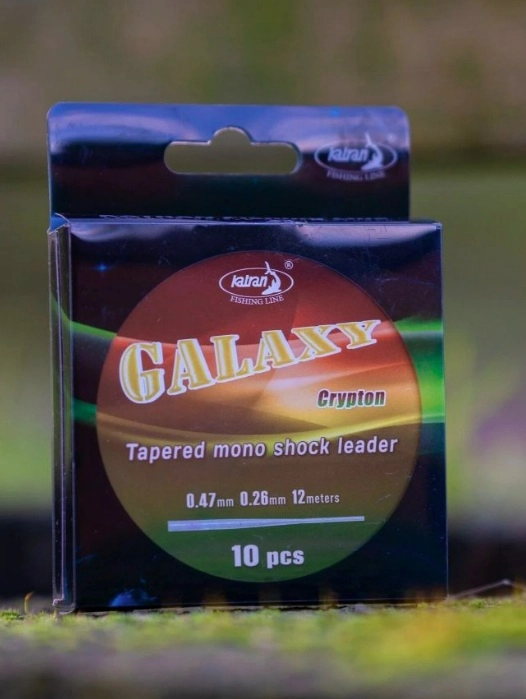 katran
FISHING LINE
katran ®
FISHING LINE
GALAXY
Crypton
Tapered mono shock leader
0.47mm 0.26mm 12meters
10 pcs